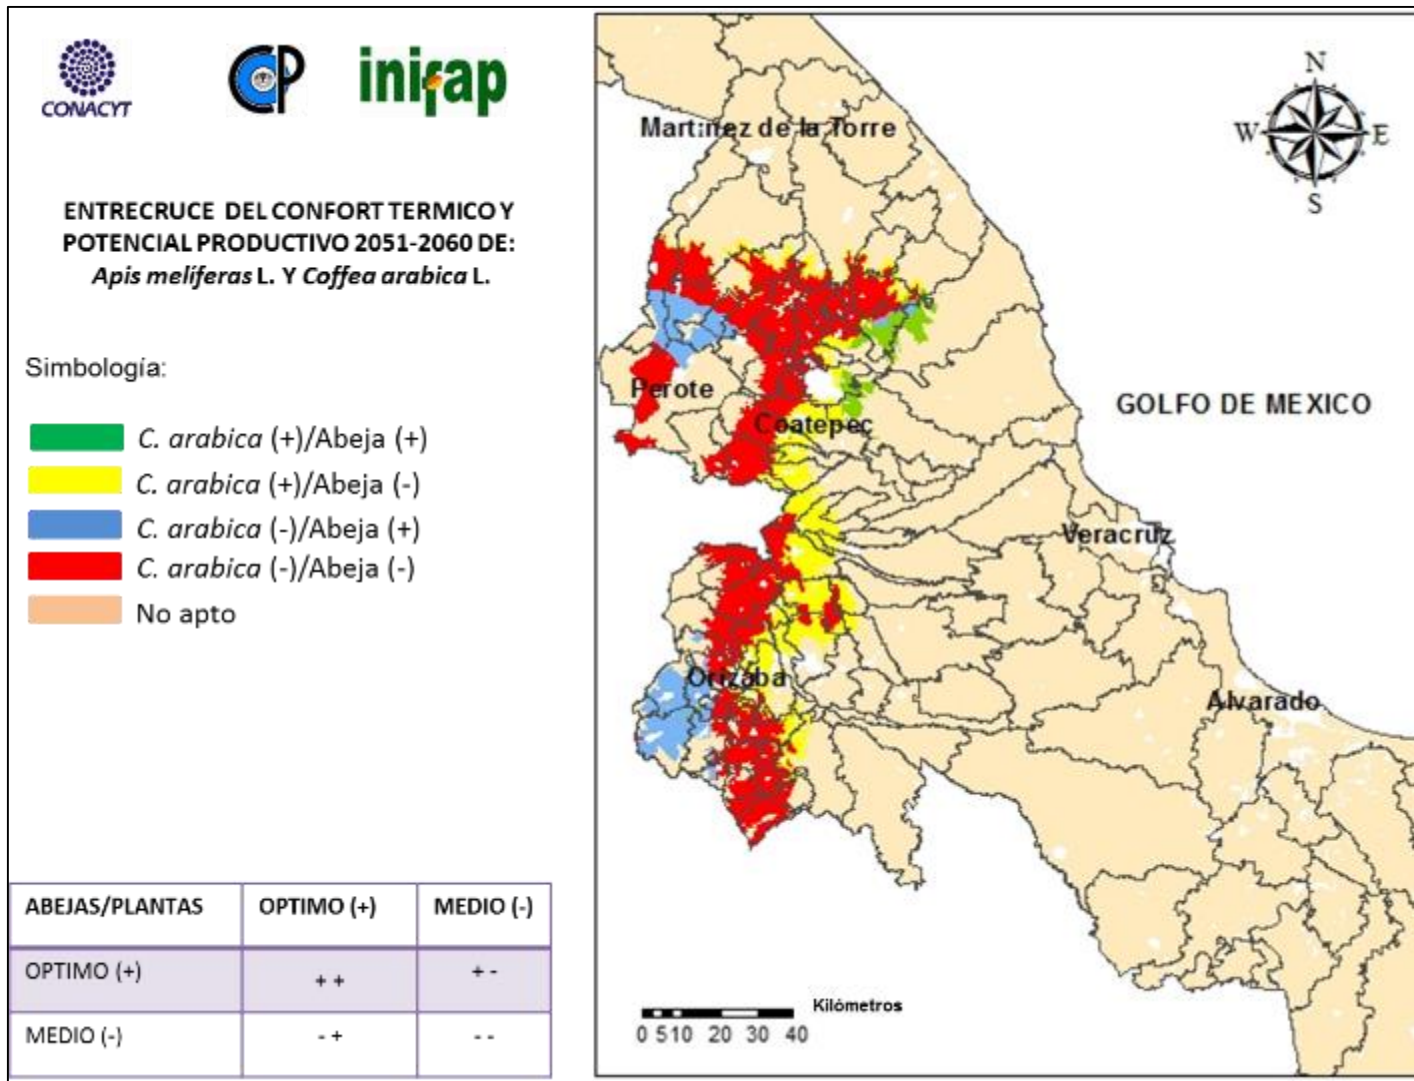 CONACYT
CP
inifap
ENTRECRUCE DEL CONFORT TERMICO Y
POTENCIAL PRODUCTIVO 2051-2060 DE:
Apis melíferas L. Y Coffea arabica L.
Simbología:
C. arabica (+)/Abeja (+)
C. arabica (+)/Abeja (-)
C. arabica (-)/Abeja (+)
C. arabica (-)/Abeja (-)
No apto
ABEJAS/PLANTAS OPTIMO (+) MEDIO (-)
OPTIMO (+) + + + -
MEDIO (-) - + - -
N
W E
S
Martínez de la Torre
Perote
Coatepec
GOLFO DE MEXICO
Veracruz
Orizaba
Alvarado
Kilómetros
0 5 10 20 30 40